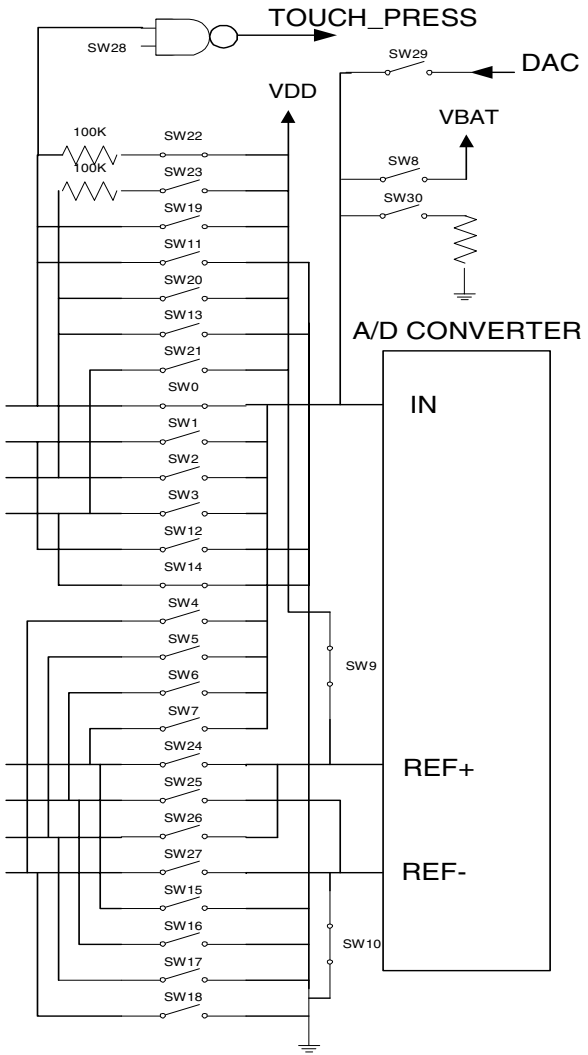 TOUCH_PRESS
SW28
SW29
DAC
VDD
VBAT
100K
SW22
SW8
100K
SW23
SW30
SW19
SW11
SW20
A/D CONVERTER
SW13
SW21
SW0
IN
SW1
SW2
SW3
SW12
SW14
SW4
SW5
SW9
SW6
SW7
SW24
REF+
SW25
SW26
SW27
REF-
SW15
SW16
SW10
SW17
SW18